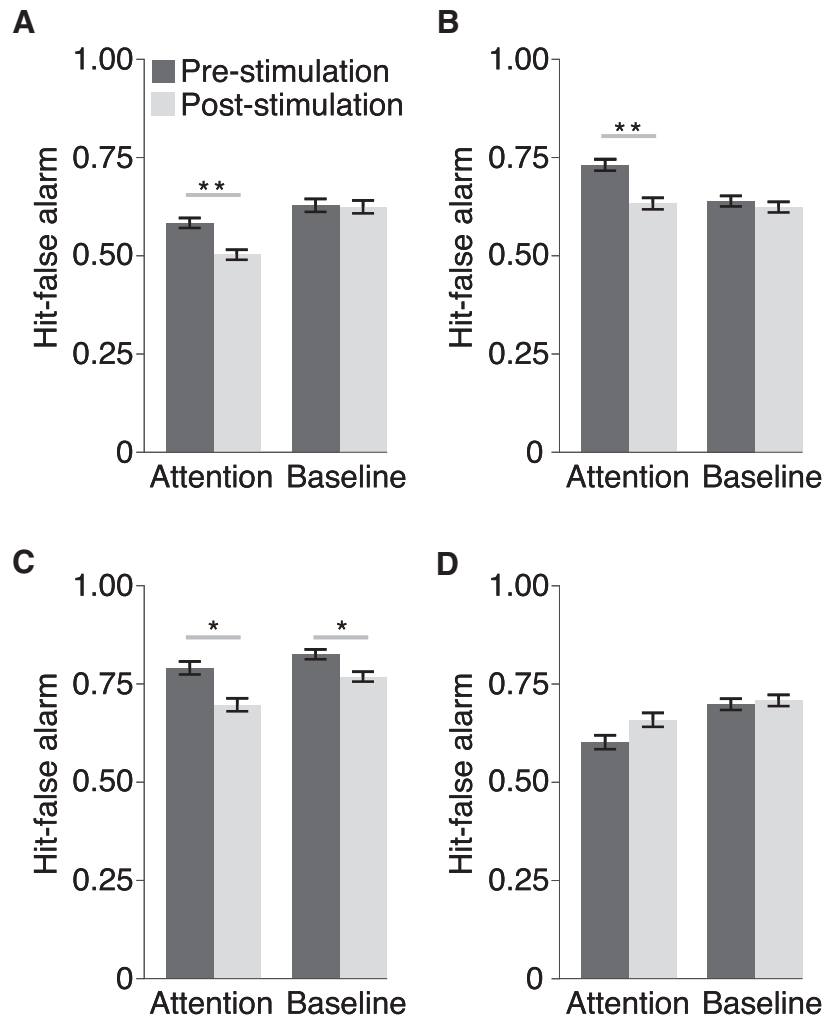 A
Hit-false alarm
1.00
0.75
0.50
0.25
0
Pre-stimulation
Post-stimulation
**
Attention Baseline
B
Hit-false alarm
1.00
0.75
0.50
0.25
0
**
Attention Baseline
C
Hit-false alarm
1.00
0.75
0.50
0.25
0
*
*
Attention Baseline
D
Hit-false alarm
1.00
0.75
0.50
0.25
0
Attention Baseline